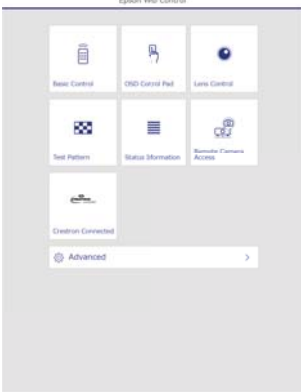 Epson Web Control
Basic Control
OSD Control Pad
Lens Control
Test Pattern
Status Information
Remote Camera
Access
Crestron Connected
Advanced